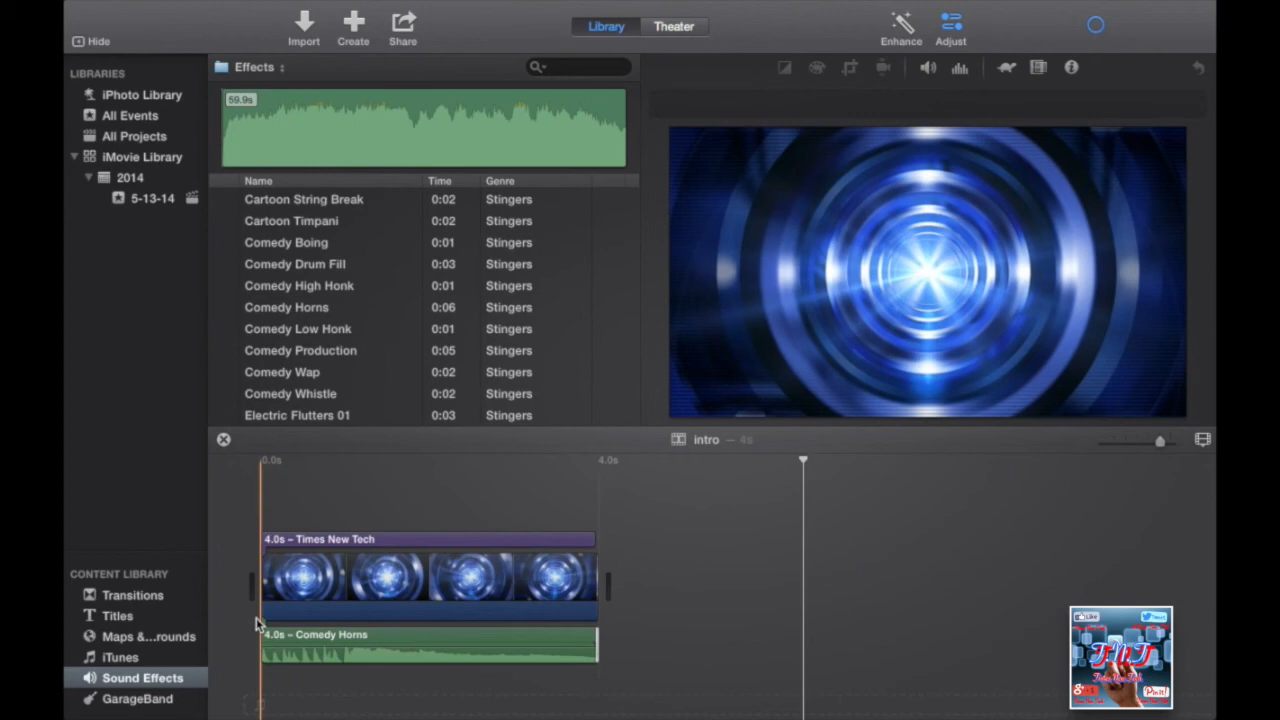 Hide
Import
Create
Share
Library
Theater
Enhance
Adjust
LIBRARIES
iPhoto Library
All Events
All Projects
iMovie Library
2014
5-13-14
Effects
59.9s
Name Time Genre
Cartoon String Break 0:02 Stingers
Cartoon Timpani 0:02 Stingers
Comedy Boing 0:01 Stingers
Comedy Drum Fill 0:03 Stingers
Comedy High Honk 0:01 Stingers
Comedy Horns 0:06 Stingers
Comedy Low Honk 0:01 Stingers
Comedy Production 0:05 Stingers
Comedy Wap 0:02 Stingers
Comedy Whistle 0:02 Stingers
Electric Flutters 01 0:03 Stingers
intro — 4s
0.0s
4.0s
4.0s – Times New Tech
4.0s – Comedy Horns
CONTENT LIBRARY
Transitions
Titles
Maps &...rounds
iTunes
Sound Effects
GarageBand
Like
Tweet
Pin it